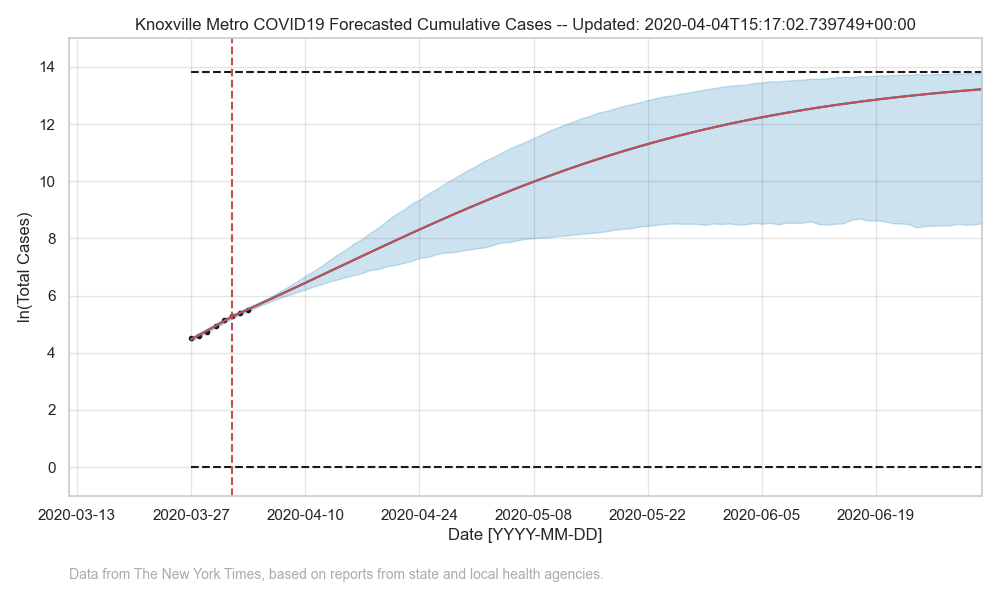 Knoxville Metro COVID19 Forecasted Cumulative Cases -- Updated: 2020-04-04T15:17:02.739749+00:00
ln(Total Cases)
14
12
10
8
6
4
2
0
2020-03-13 2020-03-27 2020-04-10 2020-04-24 2020-05-08 2020-05-22 2020-06-05 2020-06-19
Date [YYYY-MM-DD]
Data from The New York Times, based on reports from state and local health agencies.